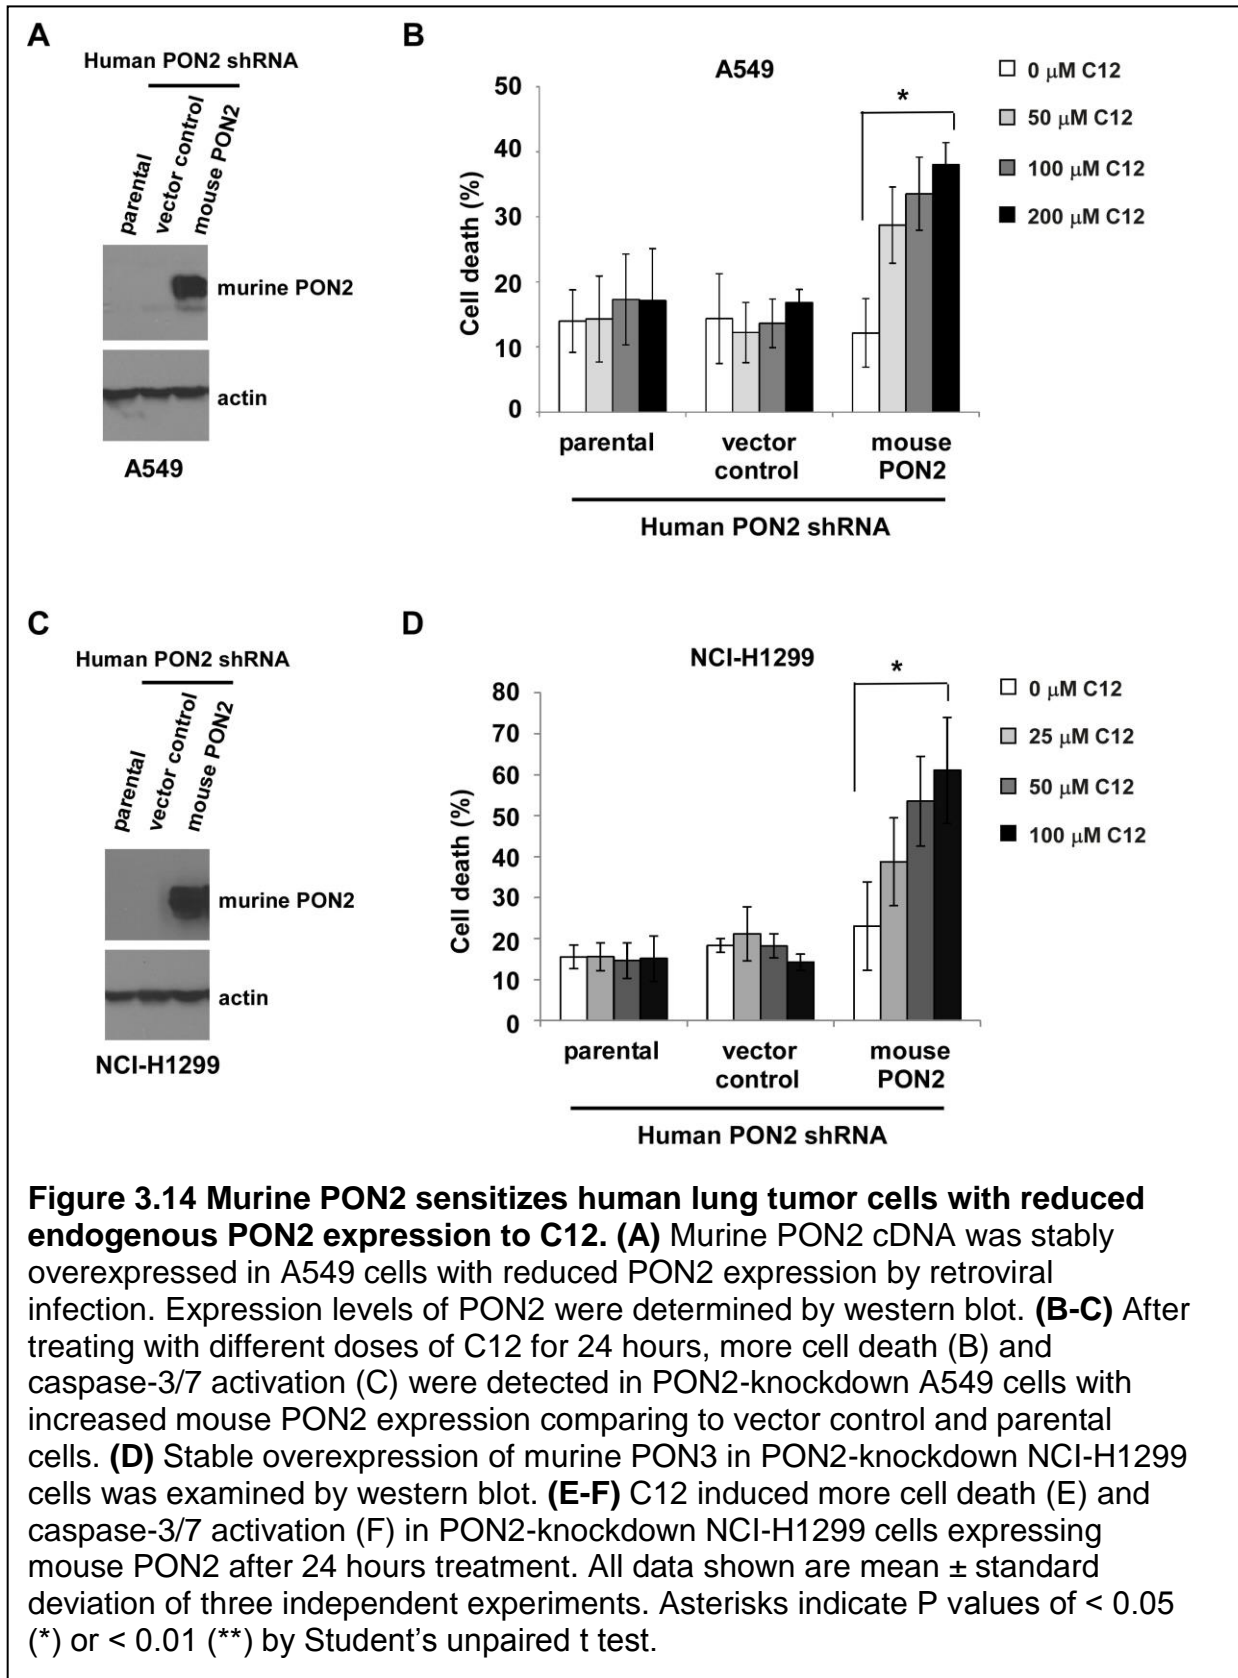 A
Human PON2 shRNA
parental
vector control
mouse PON2
murine PON2
actin
A549
B
A549
Cell death (%)
50
40
30
20
10
0
*
0 μM C12
50 μM C12
100 μM C12
200 μM C12
parental
vector
control
mouse
PON2
Human PON2 shRNA
C
Human PON2 shRNA
parental
vector control
mouse PON2
murine PON2
actin
NCI-H1299
D
NCI-H1299
Cell death (%)
80
70
60
50
40
30
20
10
0
*
0 μM C12
25 μM C12
50 μM C12
100 μM C12
parental
vector
control
mouse
PON2
Human PON2 shRNA
Figure 3.14 Murine PON2 sensitizes human lung tumor cells with reduced
endogenous PON2 expression to C12. (A) Murine PON2 cDNA was stably
overexpressed in A549 cells with reduced PON2 expression by retroviral
infection. Expression levels of PON2 were determined by western blot. (B-C) After
treating with different doses of C12 for 24 hours, more cell death (B) and
caspase-3/7 activation (C) were detected in PON2-knockdown A549 cells with
increased mouse PON2 expression comparing to vector control and parental
cells. (D) Stable overexpression of murine PON3 in PON2-knockdown NCI-H1299
cells was examined by western blot. (E-F) C12 induced more cell death (E) and
caspase-3/7 activation (F) in PON2-knockdown NCI-H1299 cells expressing
mouse PON2 after 24 hours treatment. All data shown are mean ± standard
deviation of three independent experiments. Asterisks indicate P values of < 0.05
(*) or < 0.01 (**) by Student’s unpaired t test.